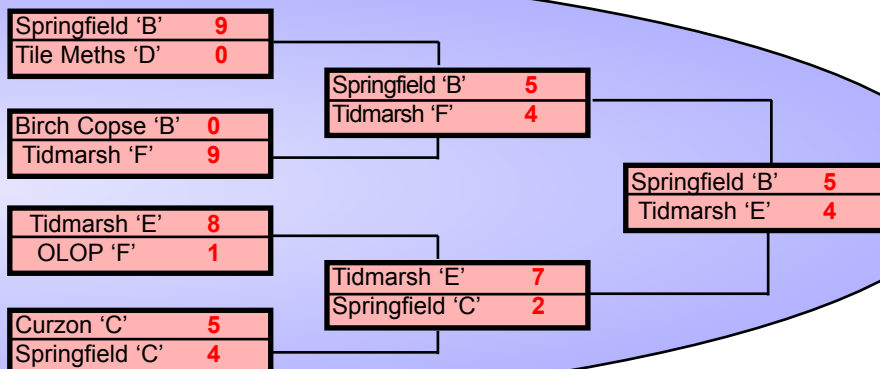 Springfield ‘B’ 9
Tile Meths ‘D’ 0
Birch Copse ‘B’ 0
Tidmarsh ‘F’ 9
Tidmarsh ‘E’ 8
OLOP ‘F’ 1
Curzon ‘C’ 5
Springfield ‘C’ 4
Springfield ‘B’ 5
Tidmarsh ‘F’ 4
Tidmarsh ‘E’ 7
Springfield ‘C’ 2
Springfield ‘B’ 5
Tidmarsh ‘E’ 4